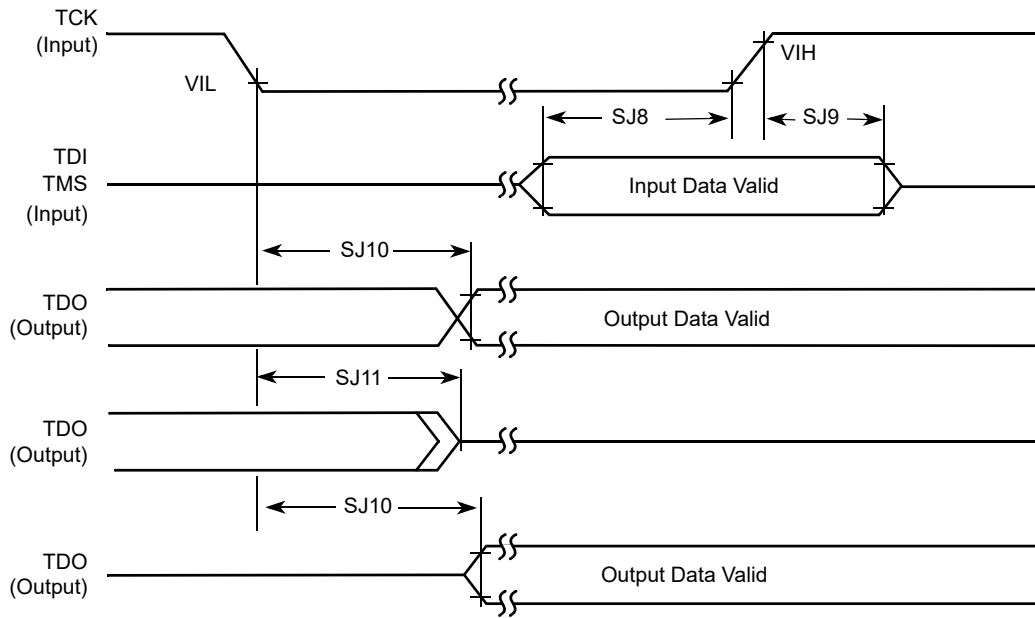 TCK
(Input)
VIL
VIH
SJ8
SJ9
TDI
TMS
(Input)
Input Data Valid
SJ10
TDO
(Output)
Output Data Valid
SJ11
TDO
(Output)
SJ10
TDO
(Output)
Output Data Valid